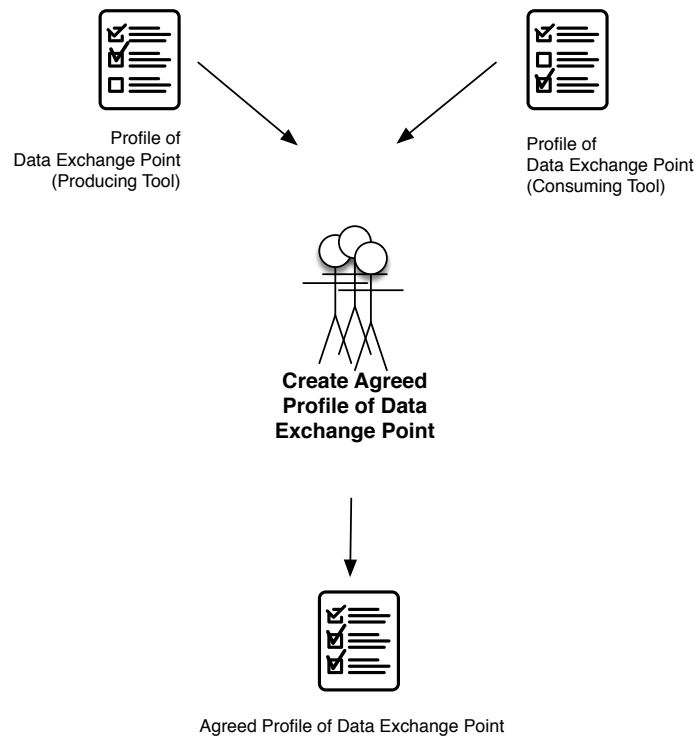 Profile of
Data Exchange Point
(Producing Tool)
Profile of
Data Exchange Point
(Consuming Tool)
Create Agreed
Profile of Data
Exchange Point
Agreed Profile of Data Exchange Point